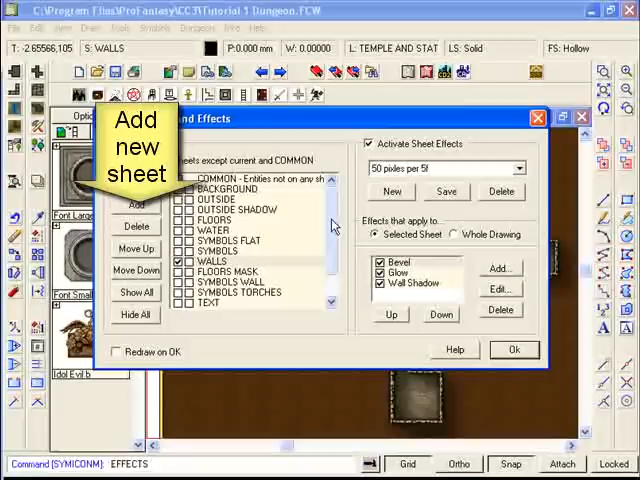 C:\Program Files\ProFantasy\CC3\Tutorial 1 Dungeon.FCW
T: -2.65566,105
S: WALLS
P:0.000 mm
W: 0.00000
L: TEMPLE AND STAT
LS: Solid
FS: Hollow
Add
new
sheet
nd Effects
heets except current and COMMON
COMMON - Entities not on any sh
BACKGROUND
OUTSIDE
OUTSIDE SHADOW
FLOORS
WATER
SYMBOLS FLAT
SYMBOLS
WALLS
FLOORS MASK
SYMBOLS WALL
SYMBOLS TORCHES
TEXT
Add
Delete
Move Up
Move Down
Show All
Hide All
Redraw on OK
Activate Sheet Effects
50 pixles per 5f
New
Save
Delete
Effects that apply to
Selected Sheet
Whole Drawing
Bevel
Glow
Wall Shadow
Add...
Edit...
Delete
Up
Down
Help
Ok
Opti
Font Large
Font Small
Idol Evil b
Command [SYMICONM]: EFFECTS
Grid
Ortho
Snap
Attach
Locked